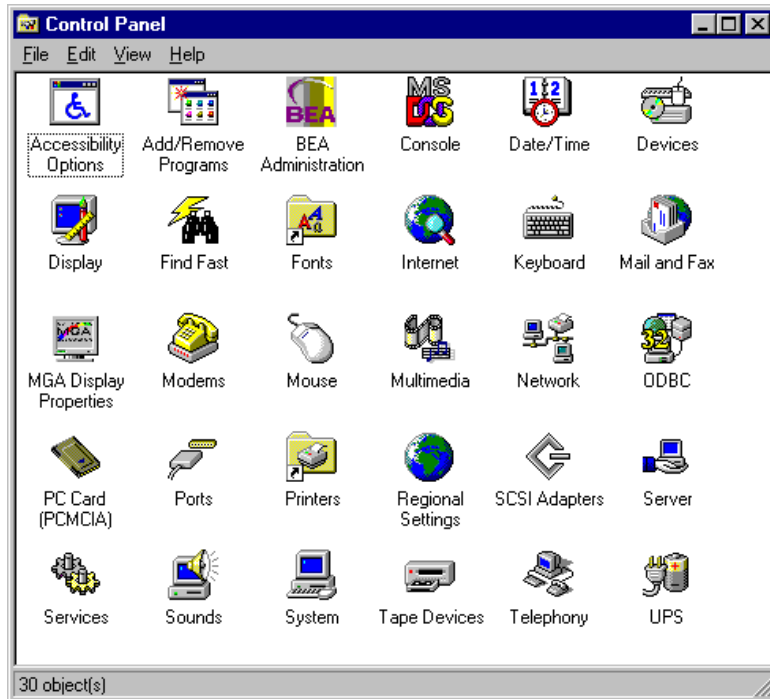 Control Panel
File Edit View Help
Accessibility Options
Add/Remove Programs
BEA
BEA Administration
MS DOS
Console
1 2
Date/Time
Devices
Display
Find Fast
Fonts
Internet
Keyboard
Mail and Fax
MGA
MGA Display Properties
Modems
Mouse
Multimedia
Network
32
ODBC
PC Card (PCMCIA)
Ports
Printers
Regional Settings
SCSI Adapters
Server
Services
Sounds
System
Tape Devices
Telephony
UPS
30 object(s)